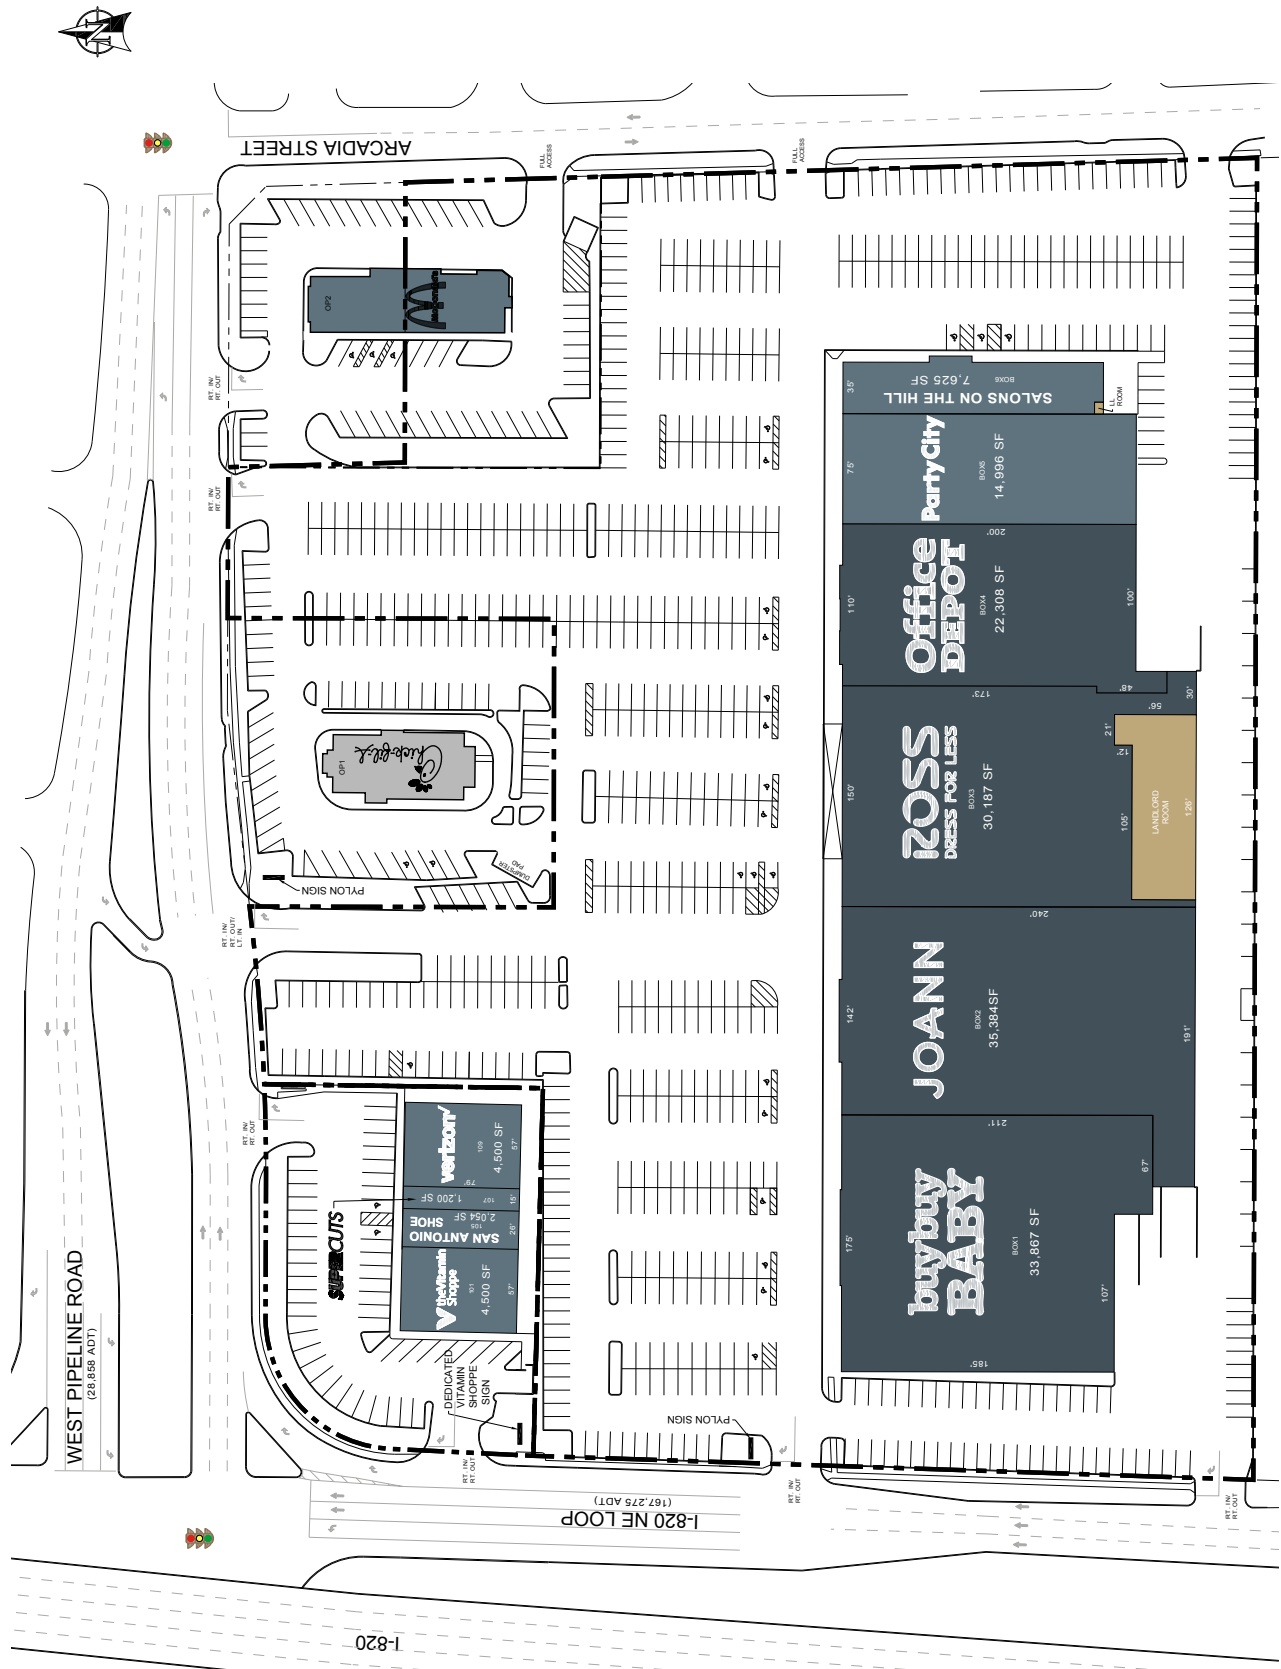 N
ARCADIA STREET
FULL
ACCESS
FULL
ACCESS
OP2
McDonald's
RT. IN/
RT. OUT
RT. IN/
RT. OUT
SALONS ON THE HILL
7,625 SF
BOX6
35'
LL
ROOM
PartyCity
BOX5
14,996 SF
75'
200'
Office
DEPOT
BOX4
22,308 SF
110'
100'
173'
48'
30'
56'
21'
12'
ROSS
DRESS FOR LESS
BOX3
30,187 SF
150'
105'
LANDLORD
ROOM
126'
240'
OP1
Chick-fil-A
DUMPSTER
PAD
PYLON SIGN
RT. IN/
RT. OUT/
LT. IN
JOANN
BOX2
35,384SF
142'
191'
211'
67'
RT. IN/
RT. OUT
verizon
109
4,500 SF
57'
79'
1,200 SF
107
15'
SUPERCUTS
SAN ANTONIO
SHOE
2,054 SF
105
26'
theVitamin
Shoppe
101
4,500 SF
57'
buybuy
BABY
BOX1
33,867 SF
175'
107'
185'
WEST PIPELINE ROAD
(28,858 ADT)
DEDICATED
VITAMIN
SHOPPE
SIGN
PYLON SIGN
RT. IN/
RT. OUT
RT. IN/
RT. OUT
RT. IN/
RT. OUT
I-820 NE LOOP
(167,275 ADT)
I-820